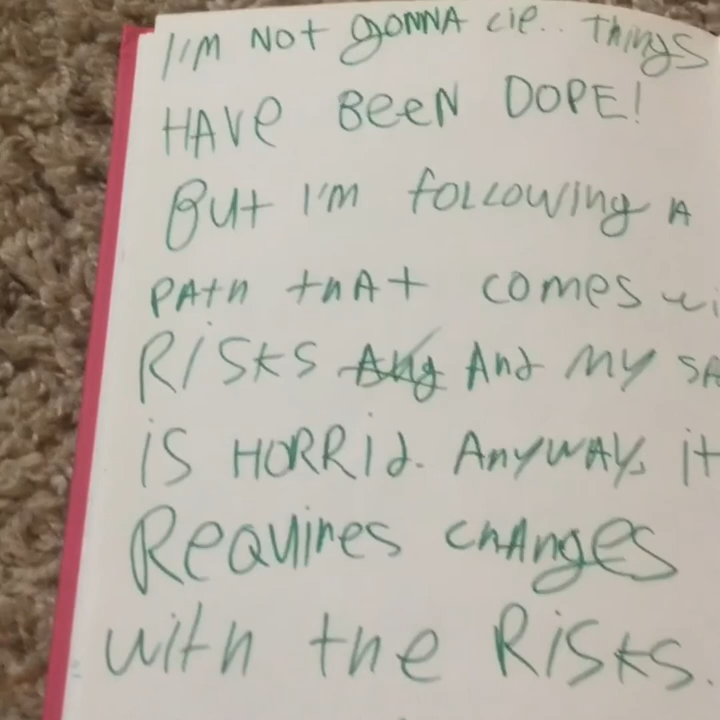 I'M NOT GONNA LIE.. THINGS
HAVE BEEN DOPE!
BUT I'M FOLLOWING A
PATH THAT COMES
RISKS AND MY
IS HORRID. ANYWAY, IT
REQUIRES CHANGES
WITH THE RISKS.